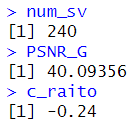 > num_sv
[1] 240
> PSNR_G
[1] 40.09356
> c_raito
[1] -0.24